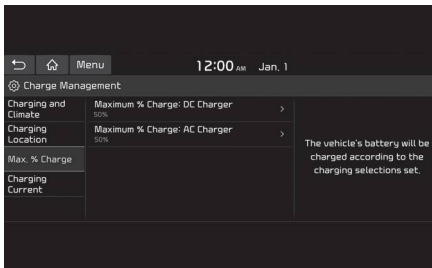 Menu 12:00 AM Jan. 1
Charge Management
Charging and
Climate
Charging
Location
Max. % Charge
Charging
Current
Maximum % Charge: DC Charger
50%
Maximum % Charge: AC Charger
50%
The vehicle's battery will be
charged according to the
charging selections set.